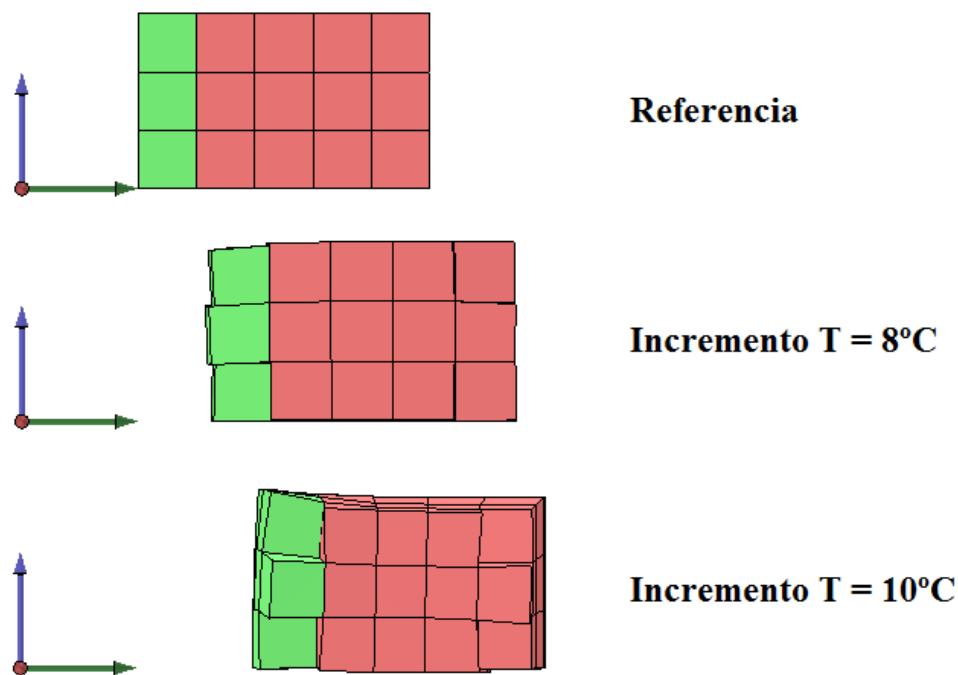 Referencia
Incremento T = 8ºC
Incremento T = 10ºC